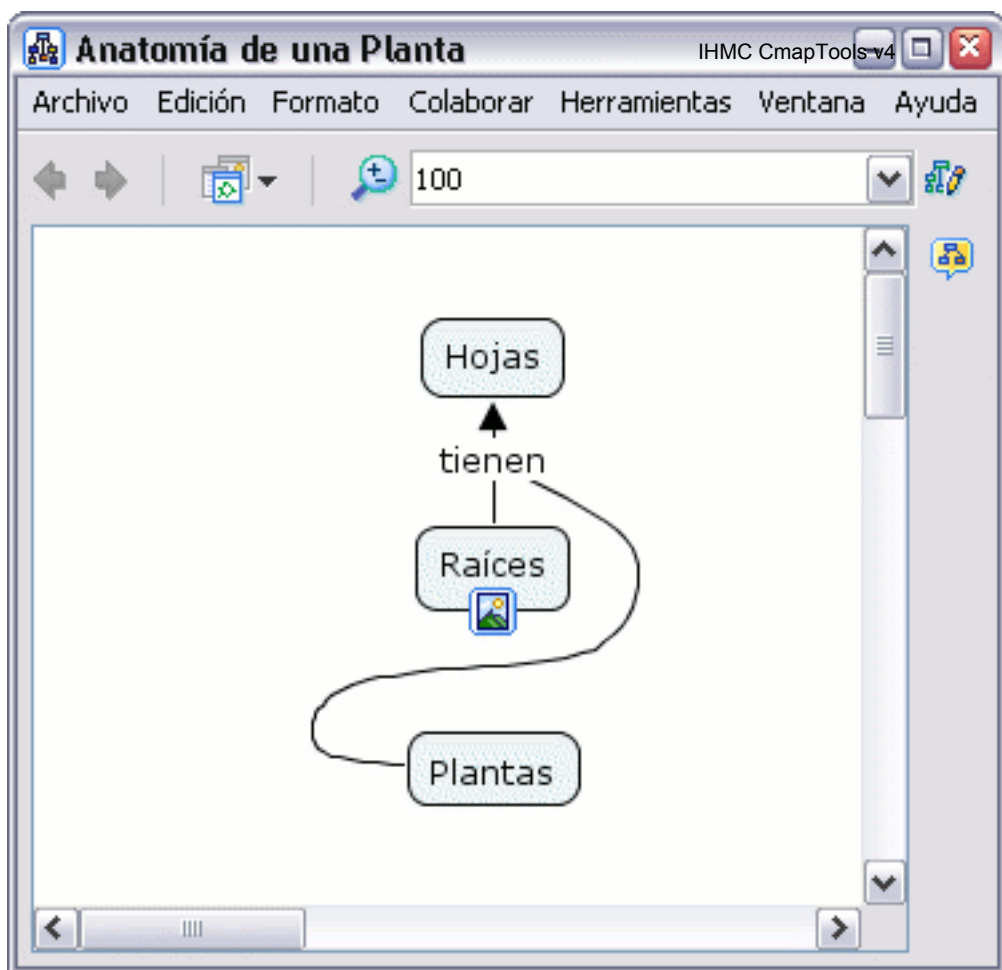 Anatomía de una Planta IHMC CmapTools v4
Archivo Edición Formato Colaborar Herramientas Ventana Ayuda
100
Hojas
tienen
Raíces
Plantas